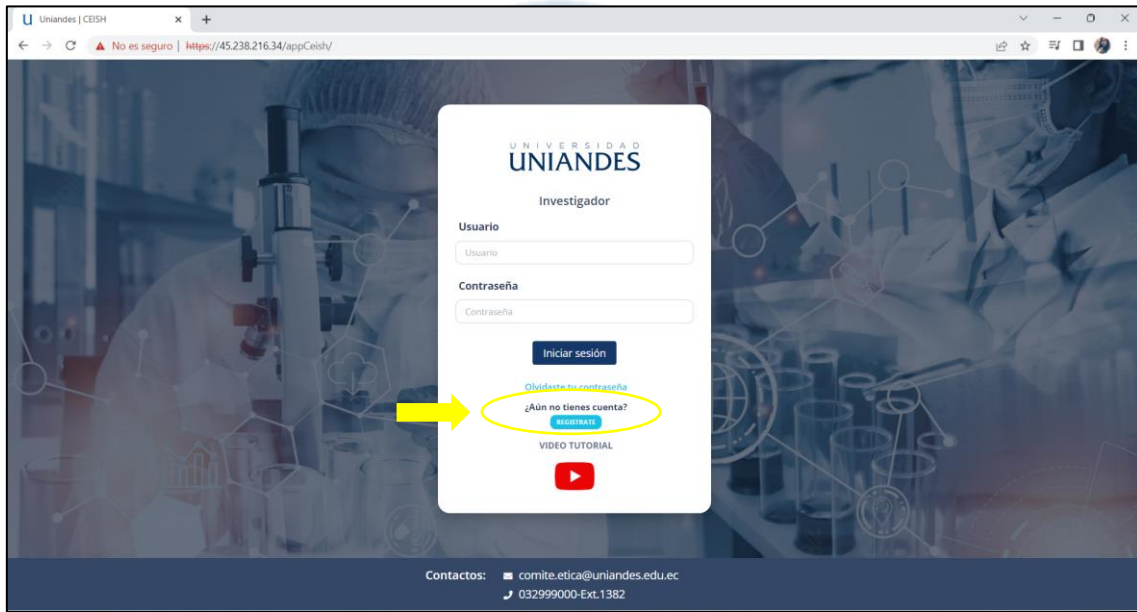 Uniandes | CEISH
No es seguro | https://45.238.216.34/appCeish/
UNIVERSIDAD
UNIANDES
Investigador
Usuario
Usuario
Contraseña
Contraseña
Iniciar sesión
Olvidaste tu contraseña
¿Aún no tienes cuenta?
REGISTRATE
VIDEO TUTORIAL
Contactos: comite.etica@uniandes.edu.ec
032999000-Ext.1382